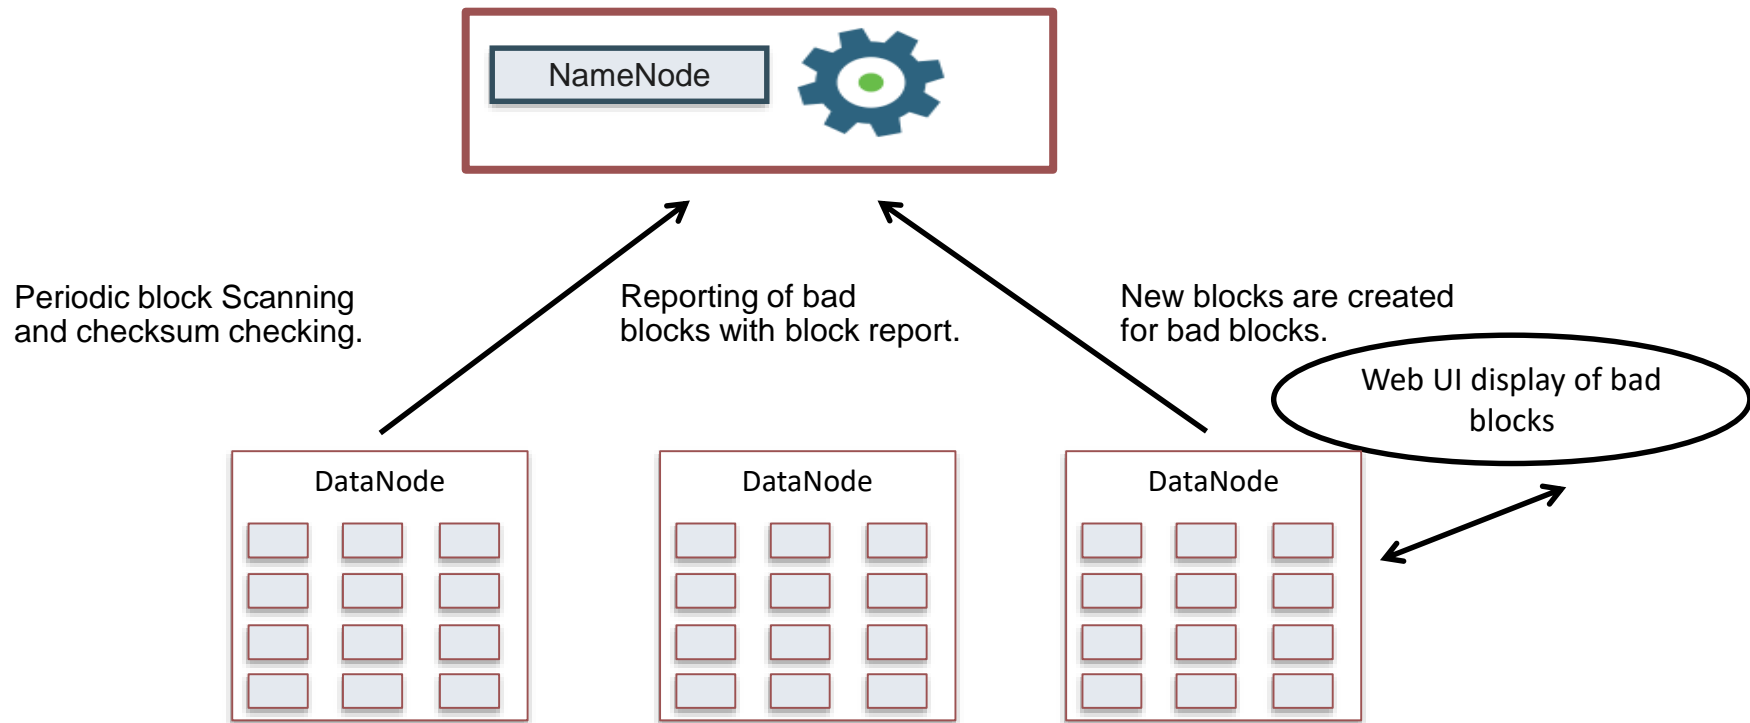 NameNode
Periodic block Scanning
and checksum checking.
Reporting of bad
blocks with block report.
New blocks are created
for bad blocks.
Web UI display of bad
blocks
DataNode
DataNode
DataNode